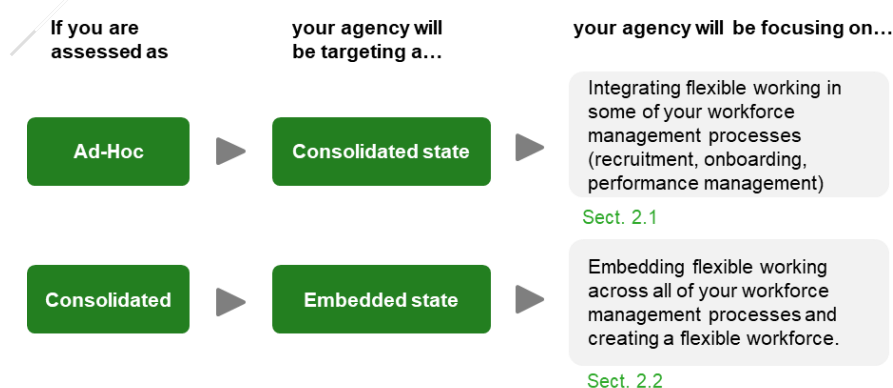 If you are
assessed as
your agency will
be targeting a…
your agency will be focusing on…
Ad-Hoc
Consolidated state
Integrating flexible working in
some of your workforce
management processes
(recruitment, onboarding,
performance management)
Sect. 2.1
Consolidated
Embedded state
Embedding flexible working
across all of your workforce
management processes and
creating a flexible workforce.
Sect. 2.2